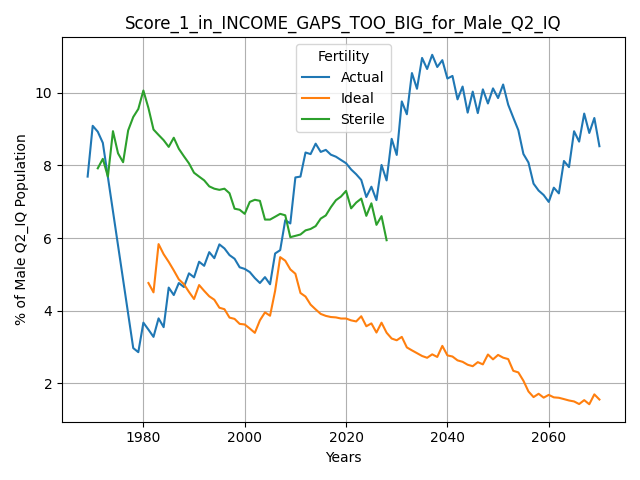 Score_1_in_INCOME_GAPS_TOO_BIG_for_Male_Q2_IQ
Fertility
Actual
Ideal
Sterile
% of Male Q2_IQ Population
10
8
6
4
2
1980
2000
2020
2040
2060
Years